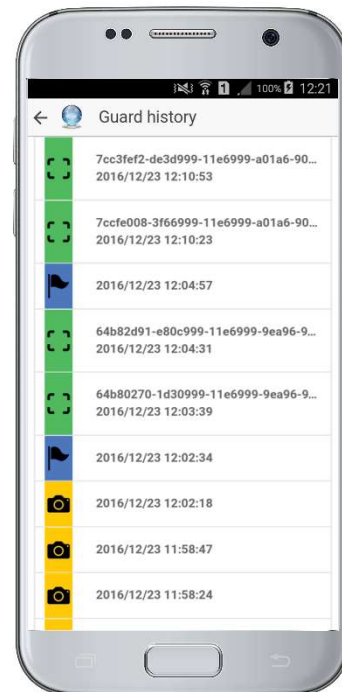 1 100% 12:21
Guard history
7cc3fef2-de3d999-11e6999-a01a6-90...
2016/12/23 12:10:53
7ccfe008-3f66999-11e6999-a01a6-90...
2016/12/23 12:10:23
2016/12/23 12:04:57
64b82d91-e80c999-11e6999-9ea96-9...
2016/12/23 12:04:31
64b80270-1d30999-11e6999-9ea96-9...
2016/12/23 12:03:39
2016/12/23 12:02:34
2016/12/23 12:02:18
2016/12/23 11:58:47
2016/12/23 11:58:24